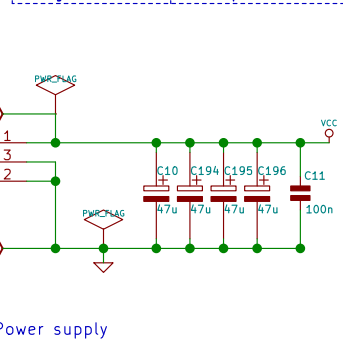 PWR_FLAG
VCC
1
3
2
C10
C194
C195
C196
C11
47u
47u
47u
47u
100n
PWR_FLAG
Power supply